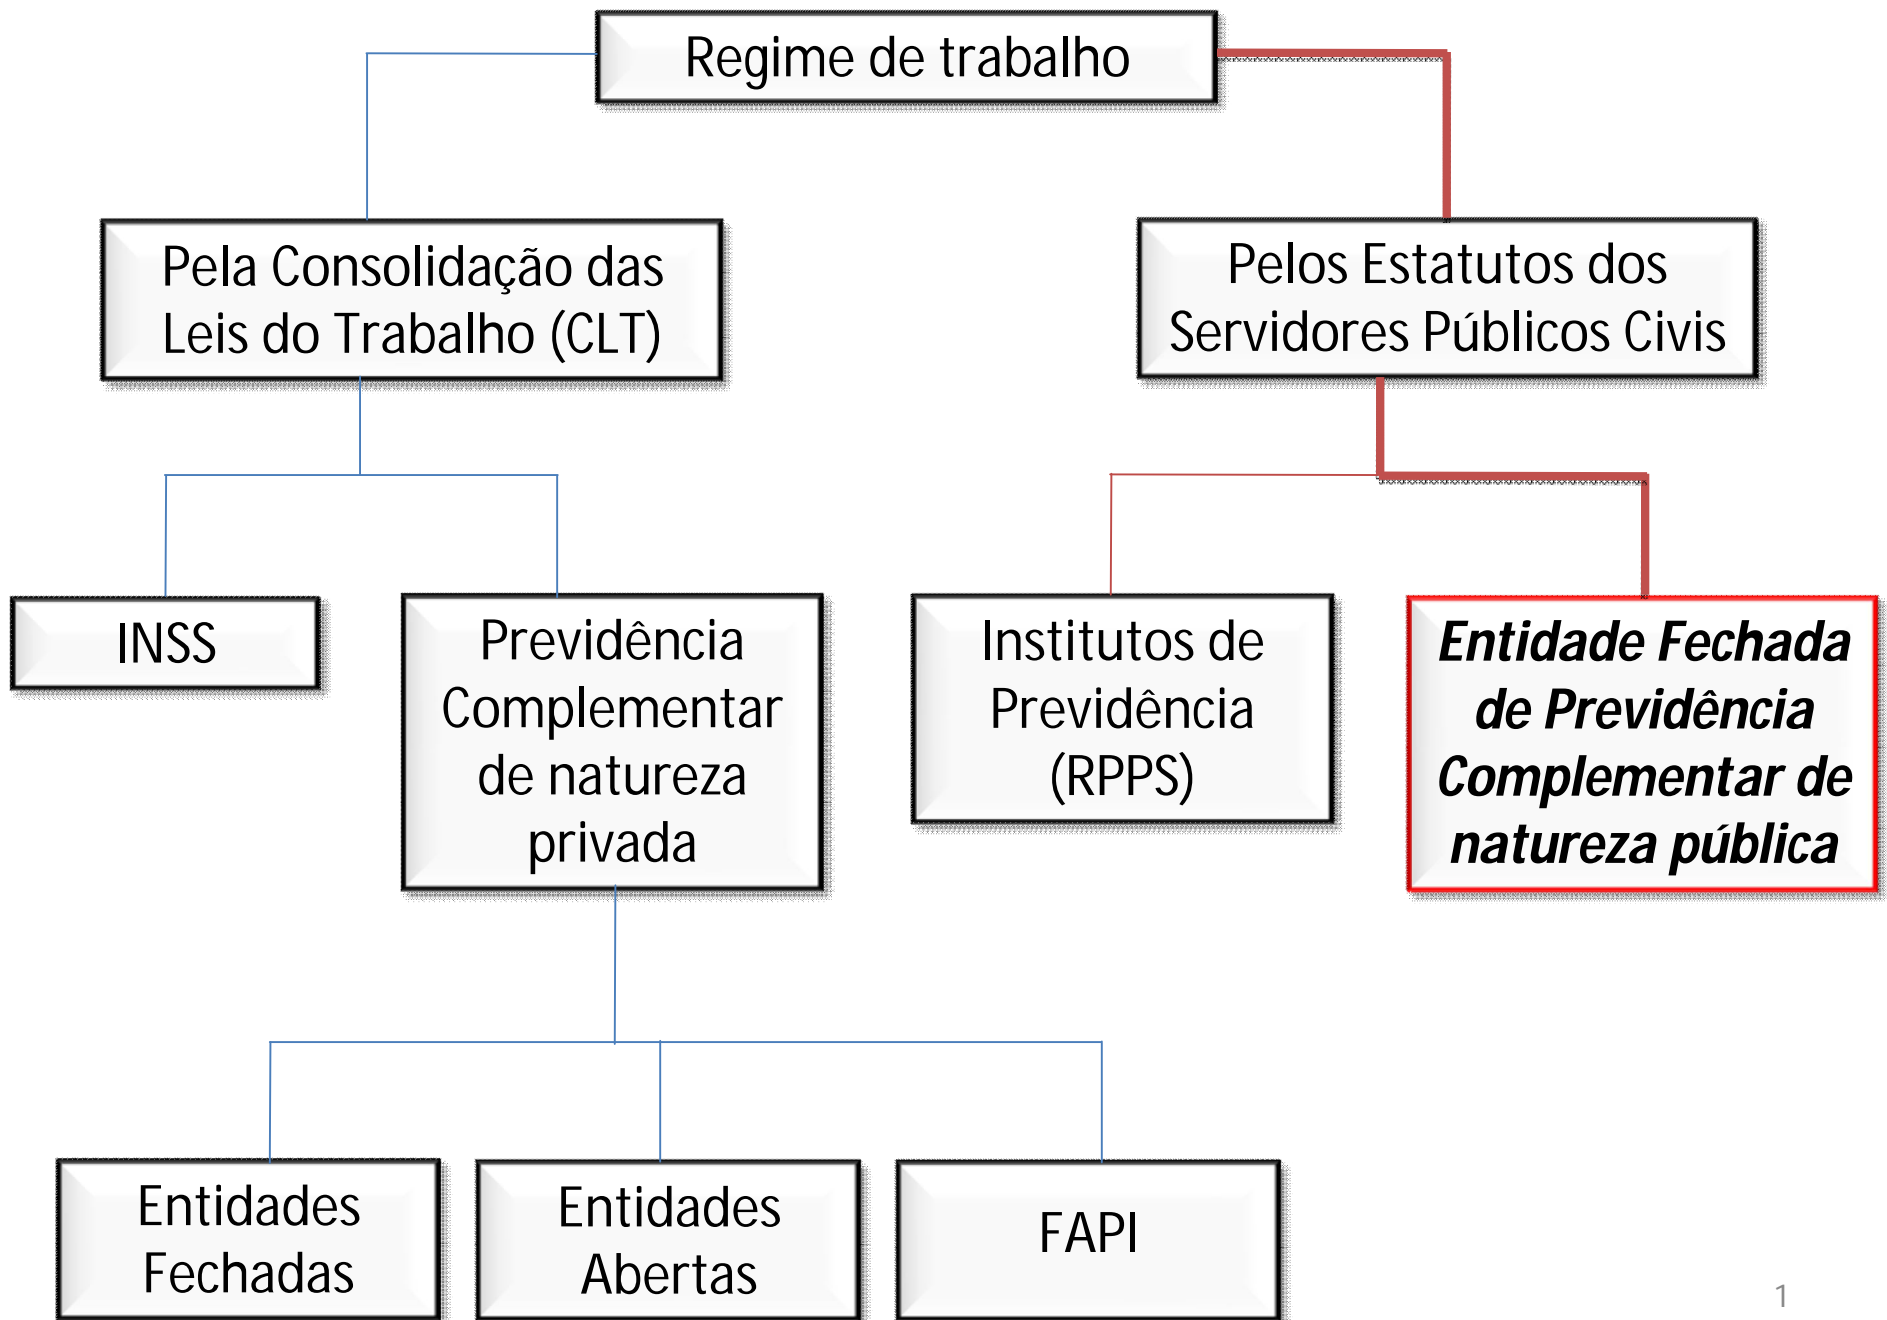 Regime de trabalho
Pela Consolidação das
Leis do Trabalho (CLT)
Pelos Estatutos dos
Servidores Públicos Civis
INSS
Previdência
Complementar
de natureza
privada
Institutos de
Previdência
(RPPS)
Entidade Fechada
de Previdência
Complementar de
natureza pública
Entidades
Fechadas
Entidades
Abertas
FAPI
1